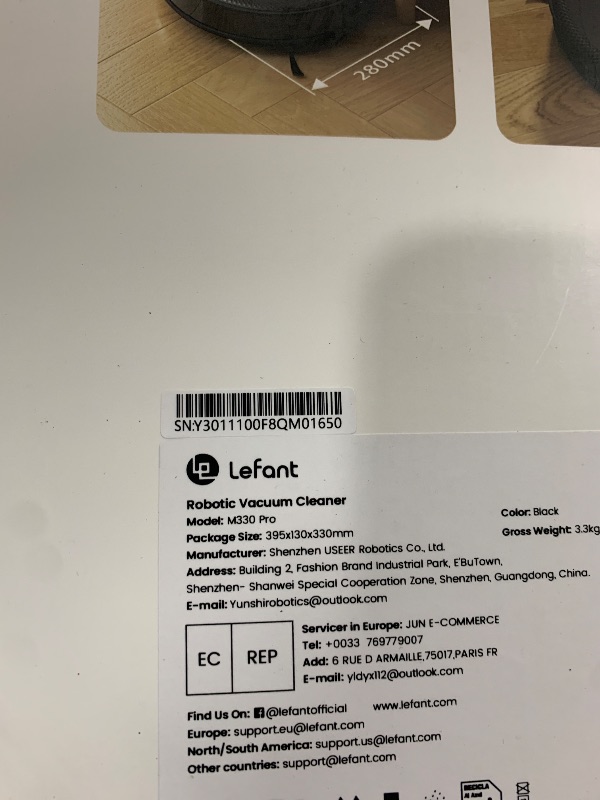 280mm
SN:Y3011100F8QM01650
Lefant
Robotic Vacuum Cleaner
Model: M330 Pro
Color: Black
Package Size: 395x130x330mm
Gross Weight: 3.3kg
Manufacturer: Shenzhen USEER Robotics Co., Ltd.
Address: Building 2, Fashion Brand Industrial Park, E'BuTown,
Shenzhen- Shanwei Special Cooperation Zone, Shenzhen, Guangdong, China.
E-mail: Yunshirobotics@outlook.com
EC REP
Servicer in Europe: JUN E-COMMERCE
Tel: +0033 769779007
Add: 6 RUE D ARMAILLE,75017,PARIS FR
E-mail: yldyx112@outlook.com
Find Us On: @lefantofficial www.lefant.com
Europe: support.eu@lefant.com
North/South America: support.us@lefant.com
Other countries: support@lefant.com
RECICLA